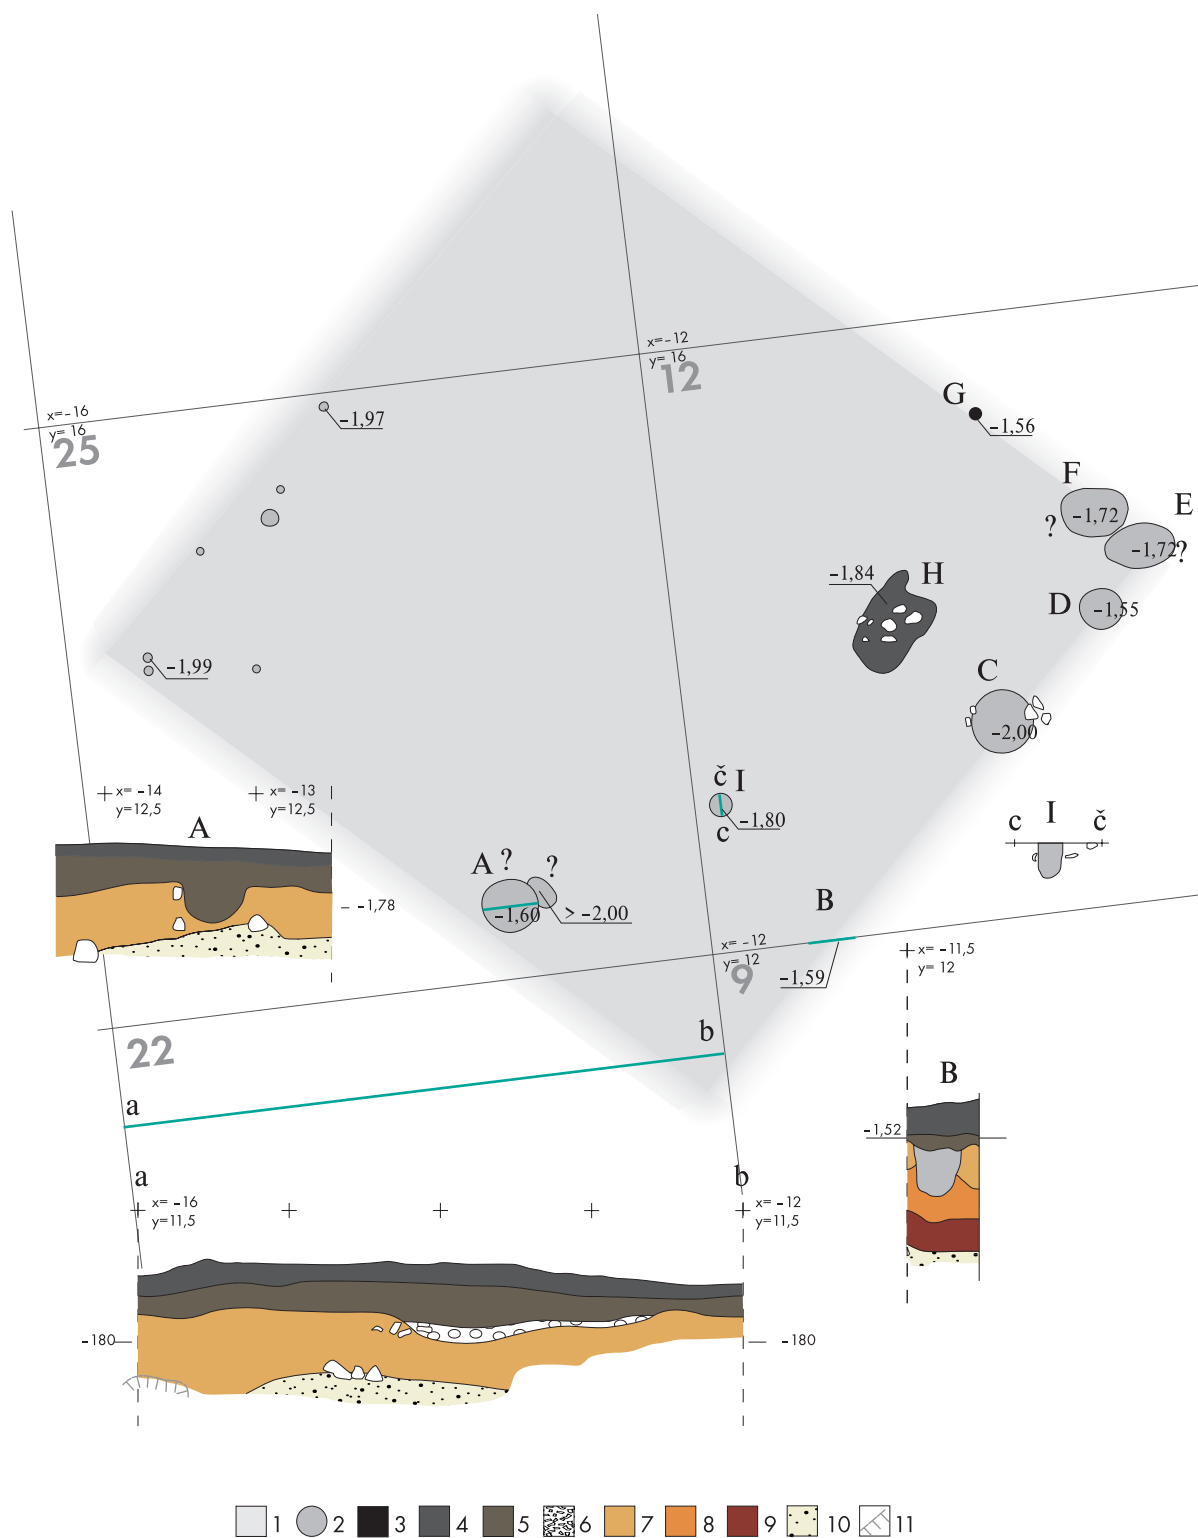 x=-12
y= 16
12
x=-16
y= 16
25
-1,97
G
-1,56
F
-1,72
?
E
-1,72
?
-1,84
H
D
-1,55
C
-2,00
-1,99
x= -14
y=12,5
x= -13
y=12,5
A
-1,78
č
I
-1,80
c
c
I
č
A
?
?
-1,60
> -2,00
B
x= -12
y= 12
9
-1,59
x= -11,5
y= 12
22
b
a
B
-1,52
a
x= -16
y=11,5
b
x= -12
y=11,5
-180
-180
1 2 3 4 5 6 7 8 9 10 11